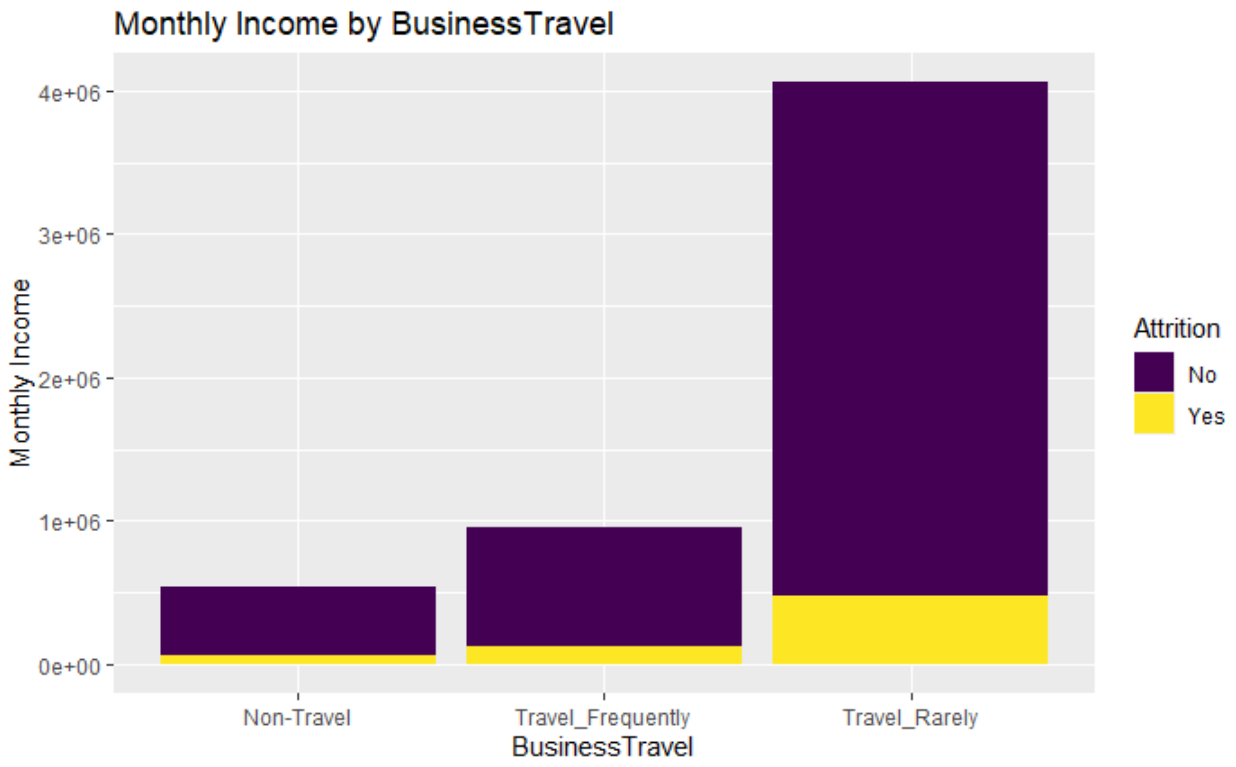 Monthly Income by BusinessTravel
Monthly Income
4e+06
3e+06
2e+06
1e+06
0e+00
Non-Travel
Travel_Frequently
Travel_Rarely
BusinessTravel
Attrition
No
Yes